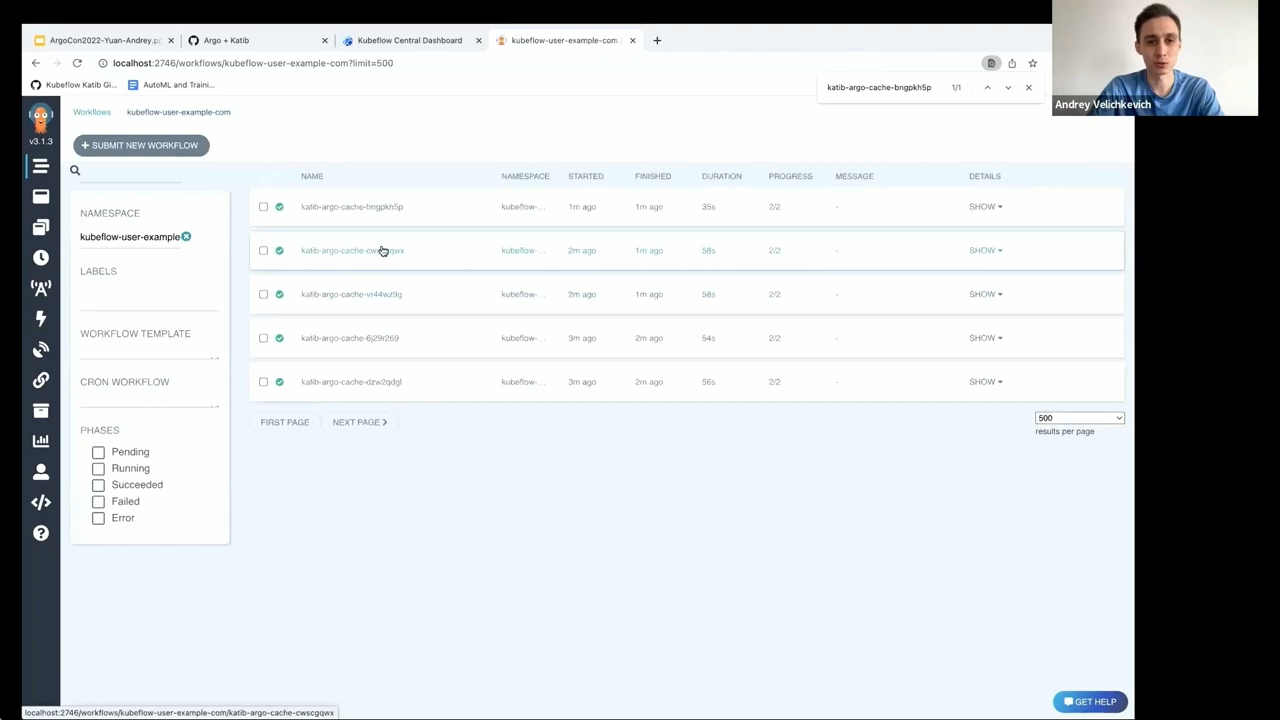 ArgoCon2022-Yuan-Andrey.p
Argo + Katib
Kubeflow Central Dashboard
kubeflow-user-example-com
localhost:2746/workflows/kubeflow-user-example-com?limit=500
Kubeflow Katib Gi...
AutoML and Traini...
katib-argo-cache-bngpkh5p
1/1
Andrey Velichkevich
v3.1.3
Workflows
kubeflow-user-example-com
+ SUBMIT NEW WORKFLOW
NAMESPACE
kubeflow-user-example
LABELS
WORKFLOW TEMPLATE
CRON WORKFLOW
PHASES
Pending
Running
Succeeded
Failed
Error
NAME NAMESPACE STARTED FINISHED DURATION PROGRESS MESSAGE DETAILS
katib-argo-cache-bngpkh5p kubeflow-... 1m ago 1m ago 35s 2/2 - SHOW
katib-argo-cache-cwscgqwx kubeflow-... 2m ago 1m ago 58s 2/2 - SHOW
katib-argo-cache-vr44wz9g kubeflow-... 2m ago 1m ago 58s 2/2 - SHOW
katib-argo-cache-6j29r269 kubeflow-... 3m ago 2m ago 54s 2/2 - SHOW
katib-argo-cache-dzw2qdgl kubeflow-... 3m ago 2m ago 56s 2/2 - SHOW
FIRST PAGE
NEXT PAGE
500
results per page
GET HELP
localhost:2746/workflows/kubeflow-user-example-com/katib-argo-cache-cwscgqwx